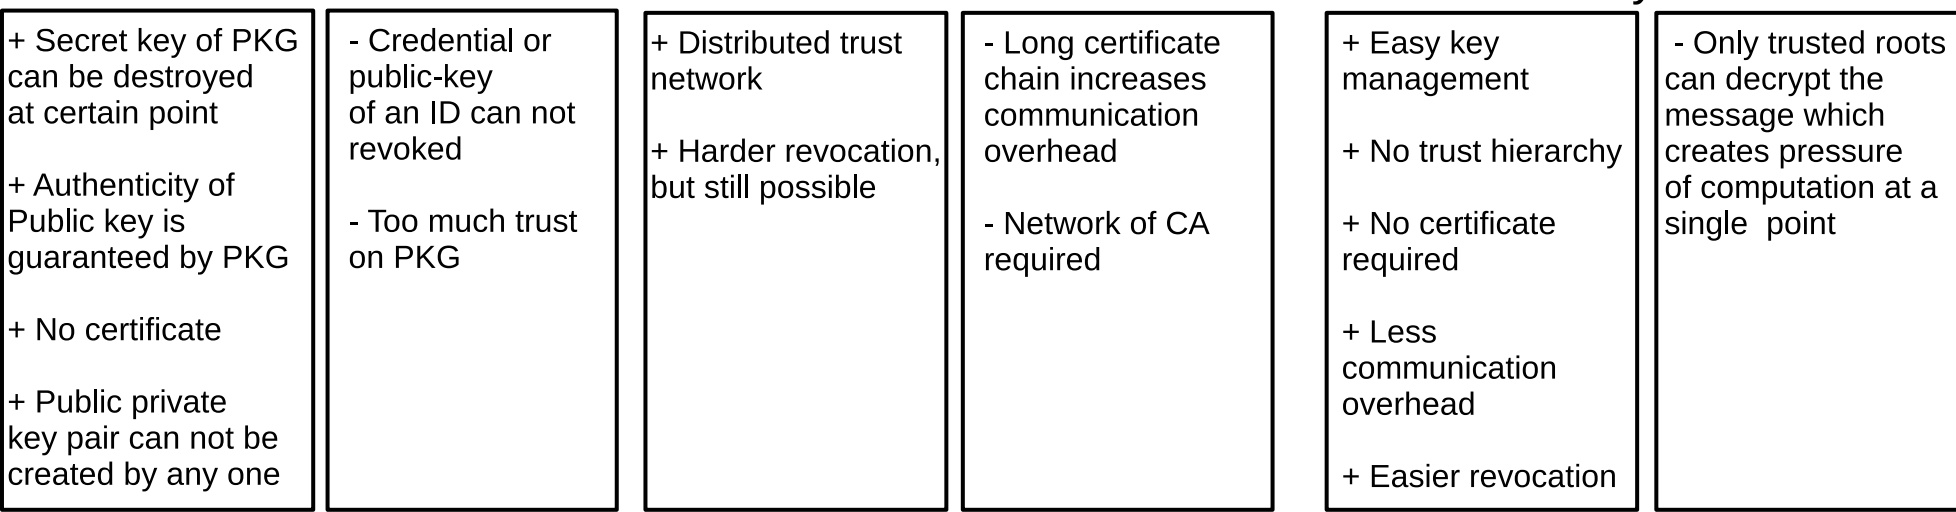 + Secret key of PKG
can be destroyed
at certain point
+ Authenticity of
Public key is
guaranteed by PKG
+ No certificate
+ Public private
key pair can not be
created by any one
- Credential or
public-key
of an ID can not
revoked
- Too much trust
on PKG
+ Distributed trust
network
+ Harder revocation,
but still possible
- Long certificate
chain increases
communication
overhead
- Network of CA
required
+ Easy key
management
+ No trust hierarchy
+ No certificate
required
+ Less
communication
overhead
+ Easier revocation
- Only trusted roots
can decrypt the
message which
creates pressure
of computation at a
single  point